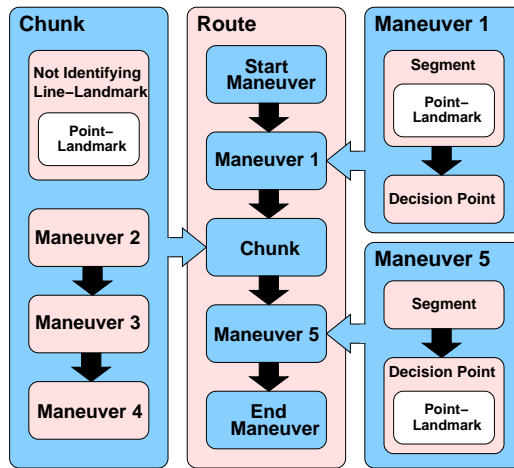 Chunk
Not Identifying
Line–Landmark
Point–
Landmark
Maneuver 2
Maneuver 3
Maneuver 4
Route
Start
Maneuver
Maneuver 1
Chunk
Maneuver 5
End
Maneuver
Maneuver 1
Segment
Point–
Landmark
Decision Point
Maneuver 5
Segment
Decision Point
Point–
Landmark